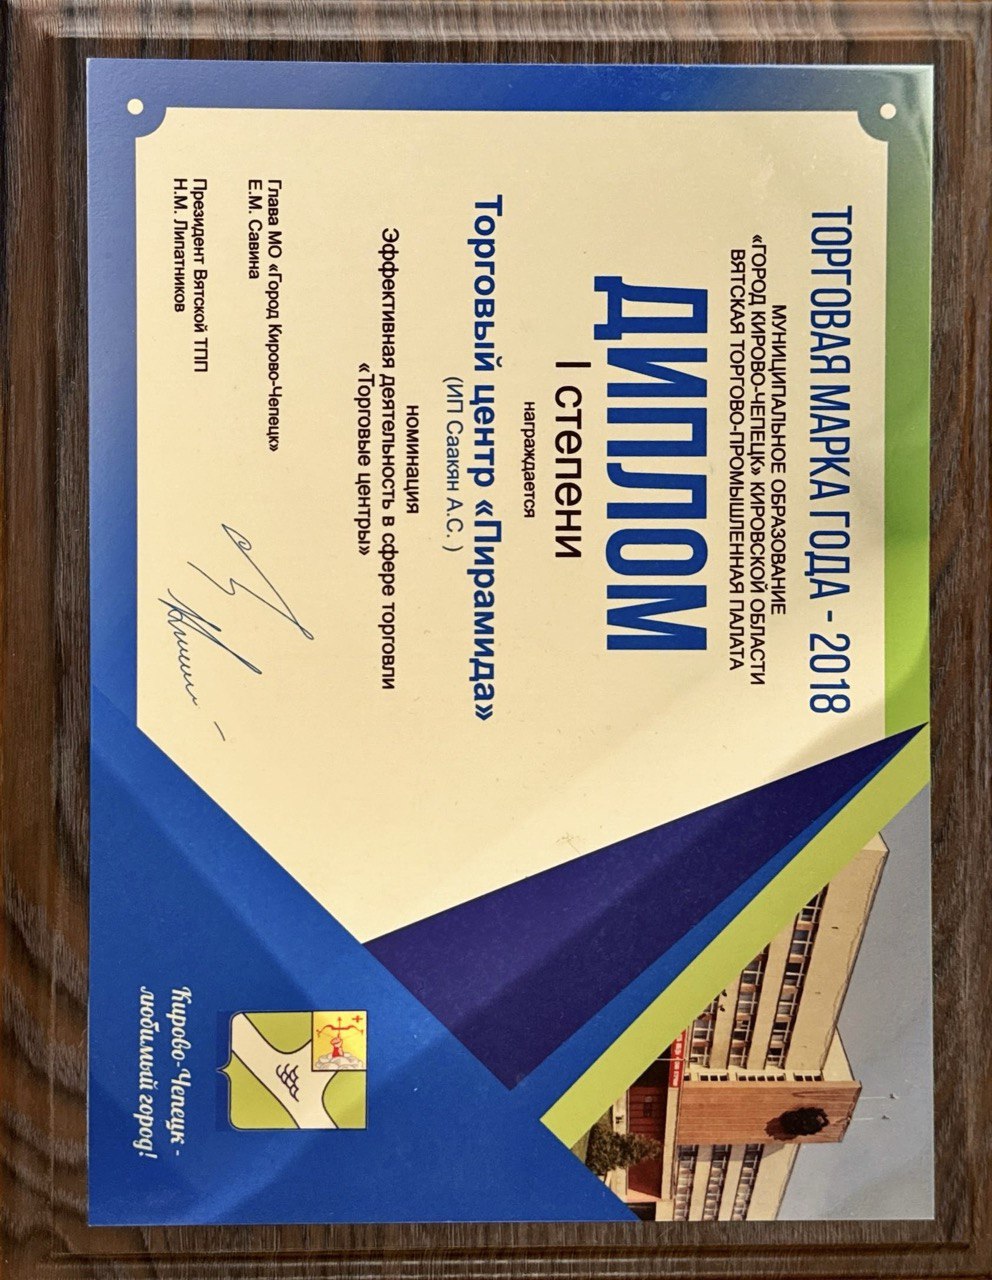 ТОРГОВАЯ МАРКА ГОДА - 2018
МУНИЦИПАЛЬНОЕ ОБРАЗОВАНИЕ
«ГОРОД КИРОВО-ЧЕПЕЦК» КИРОВСКОЙ ОБЛАСТИ
ВЯТСКАЯ ТОРГОВО-ПРОМЫШЛЕННАЯ ПАЛАТА
ДИПЛОМ
I степени
награждается
Торговый центр «Пирамида»
(ИП Саакян А.С. )
номинация
Эффективная деятельность в сфере торговли
«Торговые центры»
Глава МО «Город Кирово-Чепецк»
Е.М. Савина
Президент Вятской ТПП
Н.М. Липатников
Кирово-Чепецк -
любимый город!